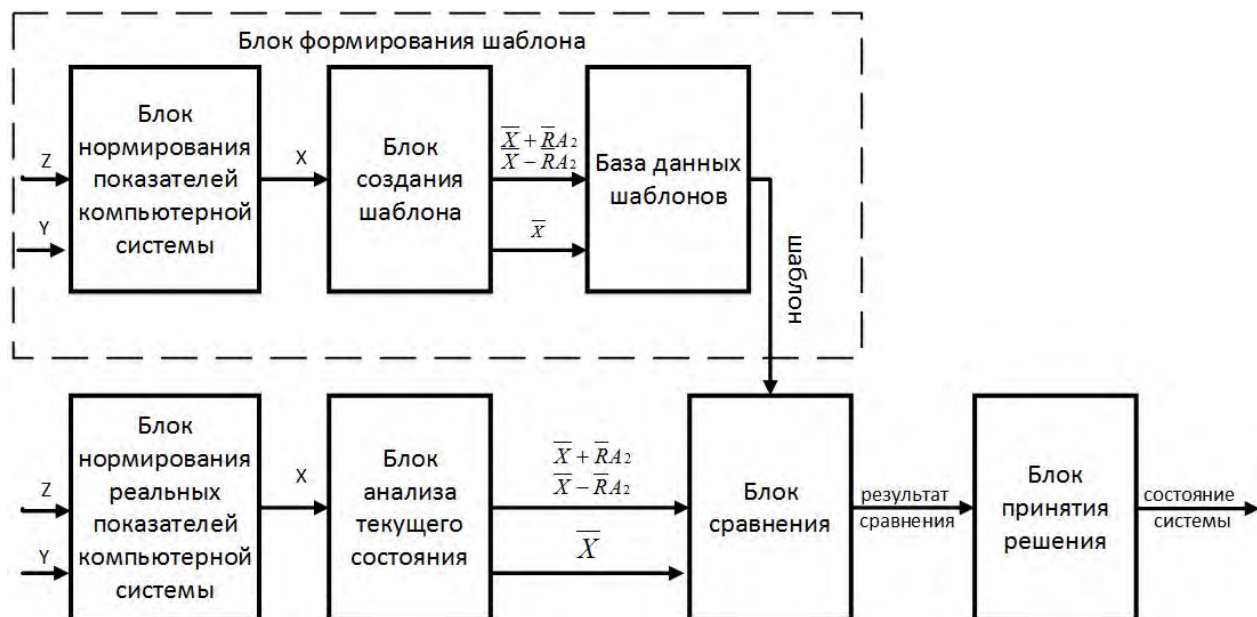 Блок формирования шаблона
Z
Y
Блок
нормирования
показателей
компьютерной
системы
X
Блок
создания
шаблона
X̅ + R̅A₂
X̅ − R̅A₂
X̅
База данных
шаблонов
шаблон
Z
Y
Блок
нормирования
реальных
показателей
компьютерной
системы
X
Блок
анализа
текущего
состояния
X̅ + R̅A₂
X̅ − R̅A₂
X̅
Блок
сравнения
результат
сравнения
Блок
принятия
решения
состояние
системы